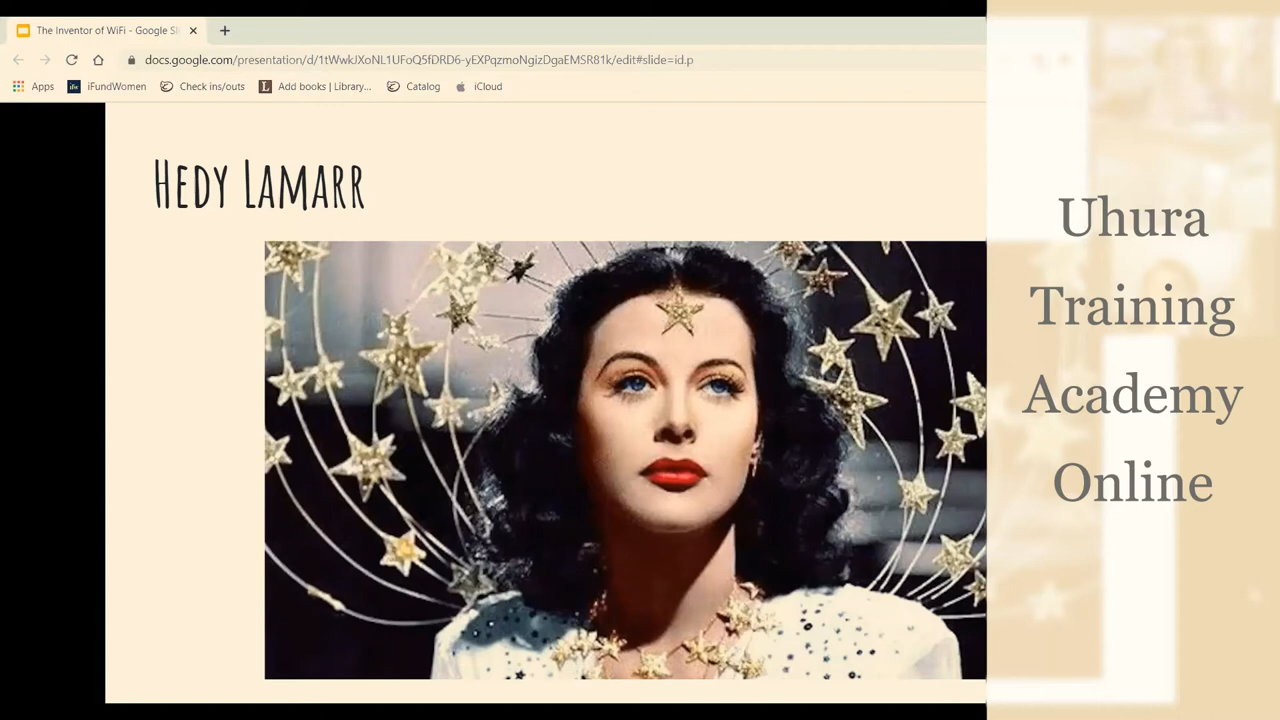 The Inventor of WiFi - Google Sl
docs.google.com/presentation/d/1tWwkJXoNL1UFoQ5fDRD6-yEXPqzmoNgizDgaEMSR81k/edit#slide=id.p
Apps iFundWomen Check ins/outs Add books | Library... Catalog iCloud
Hedy Lamarr
Uhura
Training
Academy
Online